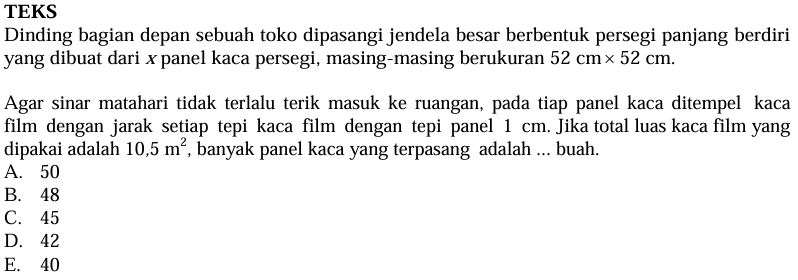 TEKS
Dinding bagian depan sebuah toko dipasangi jendela besar berbentuk persegi panjang berdiri
yang dibuat dari x panel kaca persegi, masing-masing berukuran 52 cm× 52 cm.
Agar sinar matahari tidak terlalu terik masuk ke ruangan, pada tiap panel kaca ditempel kaca
film dengan jarak setiap tepi kaca film dengan tepi panel 1 cm. Jika total luas kaca film yang
dipakai adalah 10,5 m², banyak panel kaca yang terpasang adalah ... buah.
A. 50
B. 48
C. 45
D. 42
E. 40